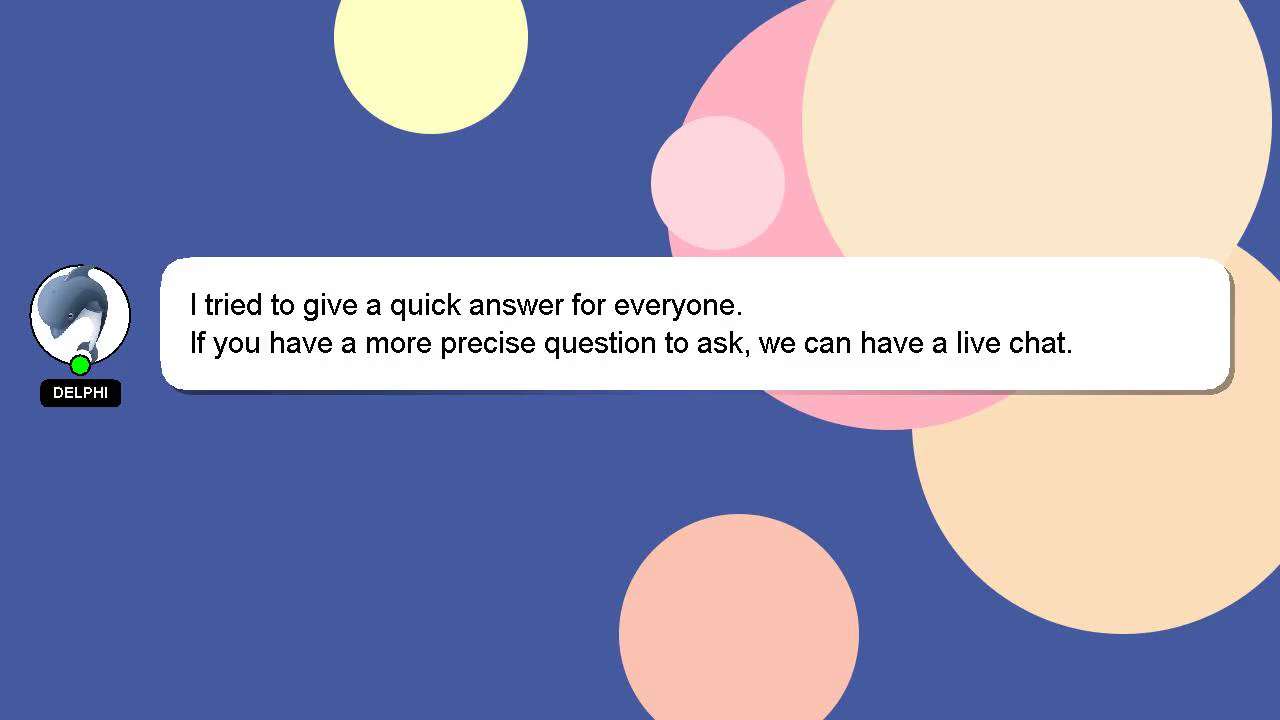 I tried to give a quick answer for everyone.
If you have a more precise question to ask, we can have a live chat.
DELPHI